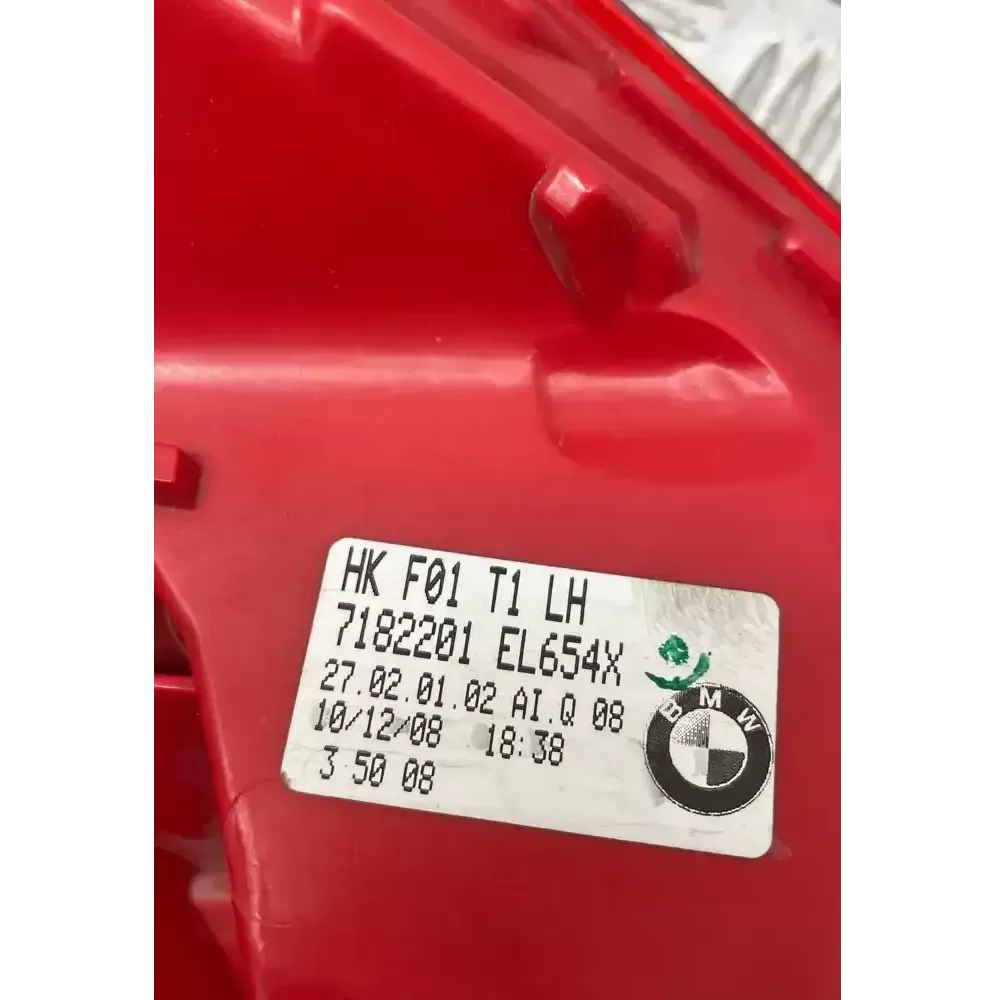 HK F01 T1 LH
7182201 EL654X
27.02.01.02 AI.Q 08
10/12/08 18:38
3 50 08
BMW